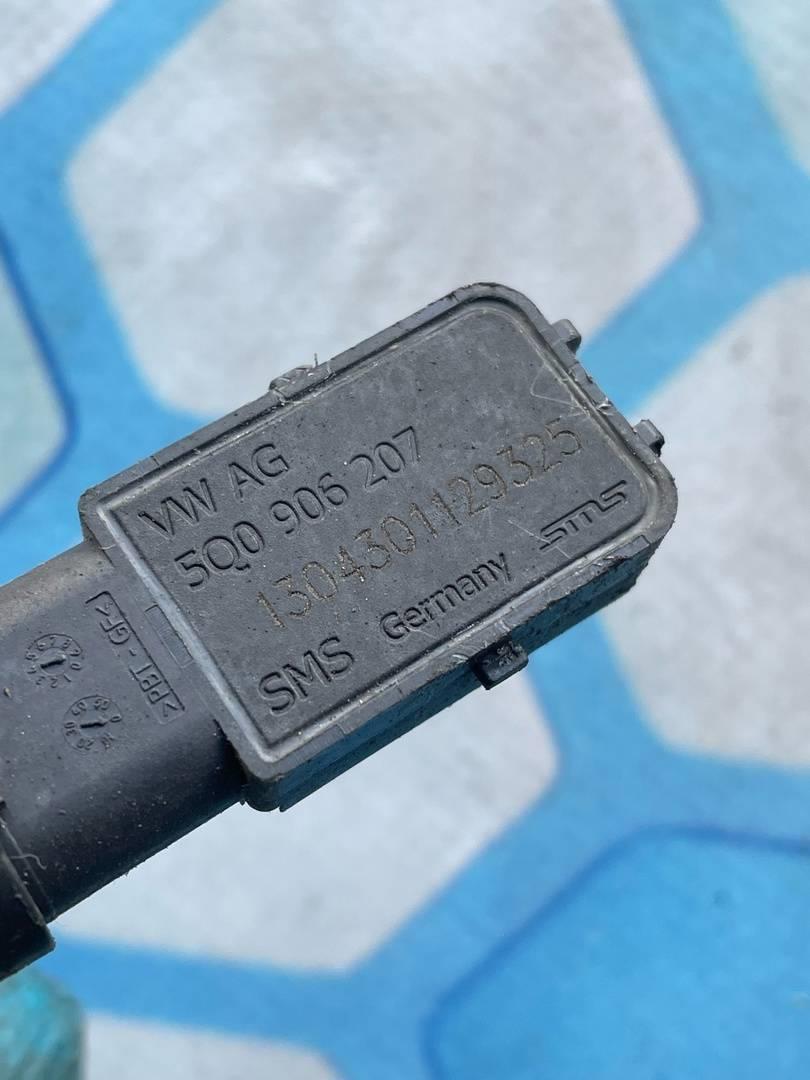 VW AG
5Q0 906 207
1304301129325
SMS Germany SMS
>PBT-GF<